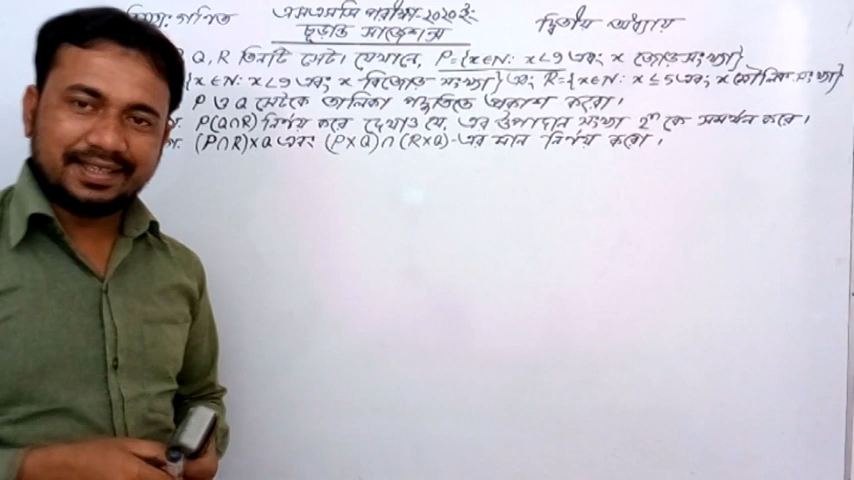 বিষয়: গণিত এসএসসি পরীক্ষা-২০২০ইং দ্বিতীয় অধ্যায়
চূড়ান্ত সাজেশন্স
Q, R তিনটি সেট। যেখানে, P={x∈N: x<9 এবং x জোড় সংখ্যা}
{x∈N: x<9 এবং x বিজোড় সংখ্যা} এবং R={x∈N: x≤5 এবং x মৌলিক সংখ্যা}
P∪Q সেটকে তালিকা পদ্ধতিতে প্রকাশ করো।
P(Q∩R) নির্ণয় করে দেখাও যে, এর উপাদান সংখ্যা 2ⁿ কে সমর্থন করে।
গ. (P∩R)×Q এবং (P×Q)∩(R×Q)-এর মান নির্ণয় করো।